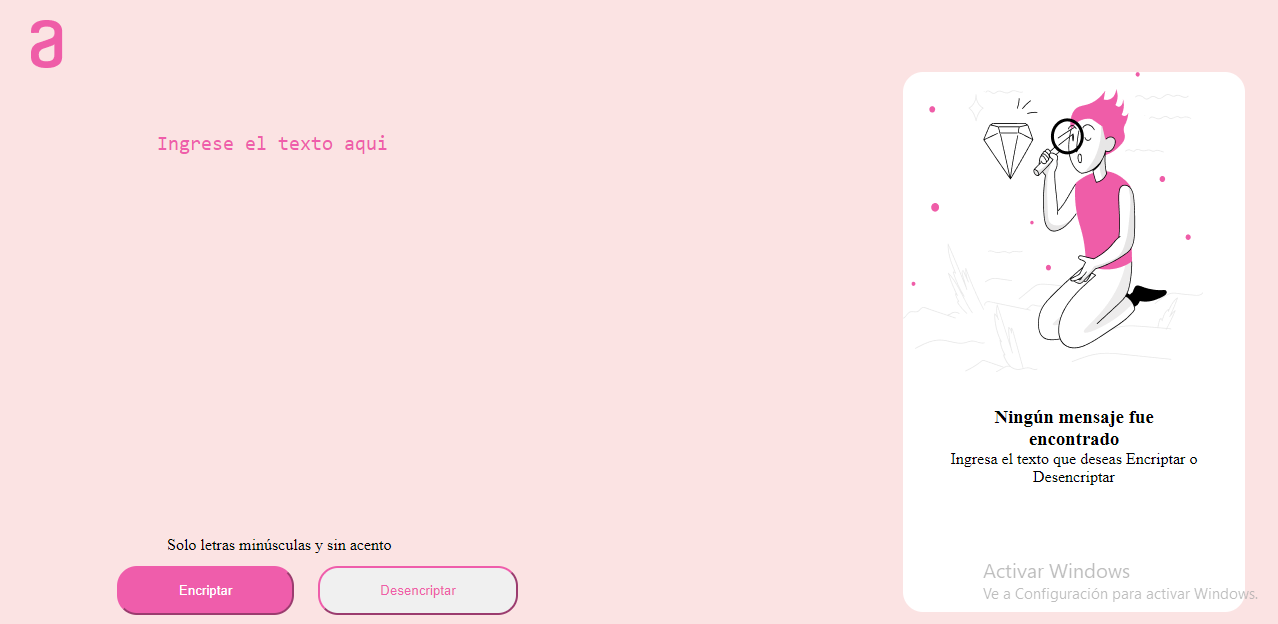 a
Ingrese el texto aqui
Ningún mensaje fue
encontrado
Ingresa el texto que deseas Encriptar o
Desencriptar
Solo letras minúsculas y sin acento
Encriptar
Desencriptar
Activar Windows
Ve a Configuración para activar Windows.